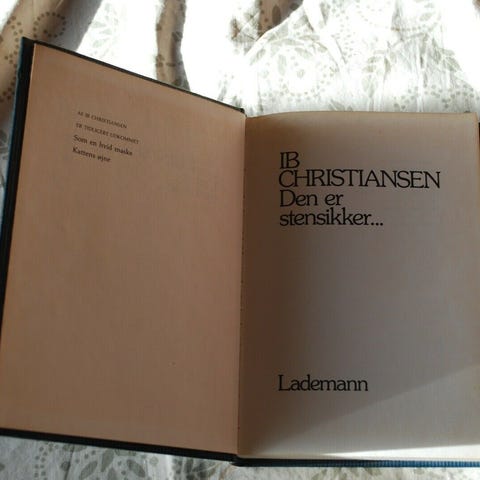 AF IB CHRISTIANSEN
ER TIDLIGERE UDKOMMET
Som en hvid maske
Kattens øjne
IB
CHRISTIANSEN
Den er
stensikker...
Lademann